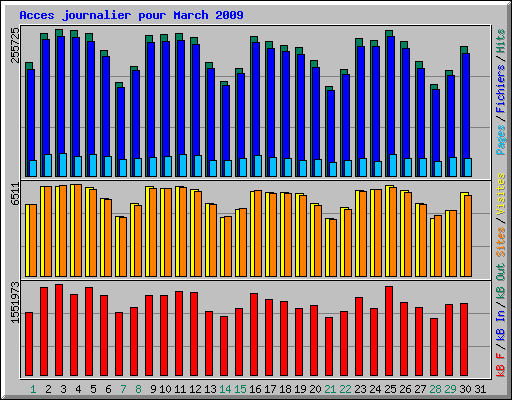 Acces journalier pour March 2009
255725
Pages / Fichiers / Hits
6511
Sites / Visites
1551973
kB F / kB In / kB Out
1 2 3 4 5 6 7 8 9 10 11 12 13 14 15 16 17 18 19 20 21 22 23 24 25 26 27 28 29 30 31